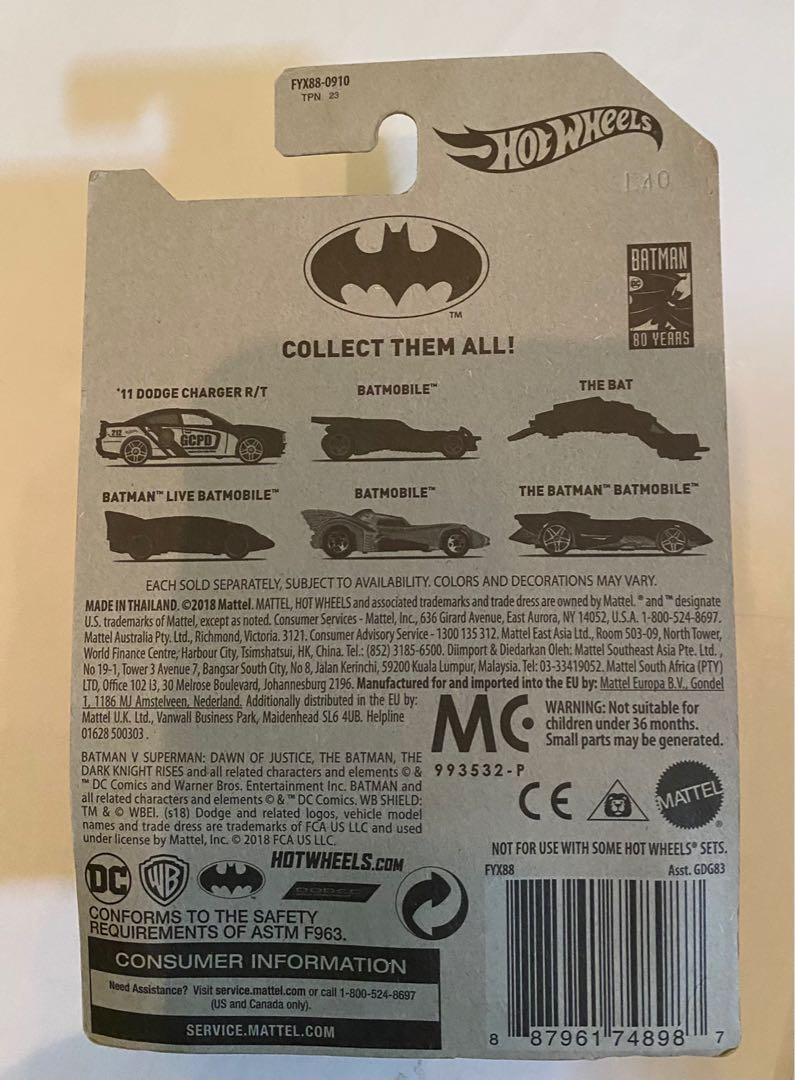 FYX88-0910
TPN 23
HOT WHEELS
L40
BATMAN
DC
80 YEARS
TM
COLLECT THEM ALL!
'11 DODGE CHARGER R/T
BATMOBILE™
THE BAT
212
GCPD
BATMAN™ LIVE BATMOBILE™
BATMOBILE™
THE BATMAN™ BATMOBILE™
EACH SOLD SEPARATELY, SUBJECT TO AVAILABILITY. COLORS AND DECORATIONS MAY VARY.
MADE IN THAILAND. ©2018 Mattel. MATTEL, HOT WHEELS and associated trademarks and trade dress are owned by Mattel. ® and ™ designate
U.S. trademarks of Mattel, except as noted. Consumer Services - Mattel, Inc., 636 Girard Avenue, East Aurora, NY 14052, U.S.A. 1-800-524-8697.
Mattel Australia Pty. Ltd., Richmond, Victoria. 3121. Consumer Advisory Service - 1300 135 312. Mattel East Asia Ltd., Room 503-09, North Tower,
World Finance Centre, Harbour City, Tsimshatsui, HK, China. Tel.: (852) 3185-6500. Diimport & Diedarkan Oleh: Mattel Southeast Asia Pte. Ltd.,
No 19-1, Tower 3 Avenue 7, Bangsar South City, No 8, Jalan Kerinchi, 59200 Kuala Lumpur, Malaysia. Tel: 03-33419052. Mattel South Africa (PTY)
LTD, Office 102 I3, 30 Melrose Boulevard, Johannesburg 2196. Manufactured for and imported into the EU by: Mattel Europa B.V., Gondel
1, 1186 MJ Amstelveen, Nederland. Additionally distributed in the EU by:
Mattel U.K. Ltd., Vanwall Business Park, Maidenhead SL6 4UB. Helpline
01628 500303.
MC
WARNING: Not suitable for
children under 36 months.
Small parts may be generated.
993532-P
BATMAN V SUPERMAN: DAWN OF JUSTICE, THE BATMAN, THE
DARK KNIGHT RISES and all related characters and elements © &
™ DC Comics and Warner Bros. Entertainment Inc. BATMAN and
all related characters and elements © & ™ DC Comics. WB SHIELD:
TM & © WBEI. (s18) Dodge and related logos, vehicle model
names and trade dress are trademarks of FCA US LLC and used
under license by Mattel, Inc. © 2018 FCA US LLC.
CE
MATTEL®
NOT FOR USE WITH SOME HOT WHEELS® SETS.
DC
WB
HOTWHEELS.COM
DODGE
FYX88
Asst. GDG83
CONFORMS TO THE SAFETY
REQUIREMENTS OF ASTM F963.
CONSUMER INFORMATION
Need Assistance? Visit service.mattel.com or call 1-800-524-8697
(US and Canada only).
SERVICE.MATTEL.COM
8 87961 74898 7